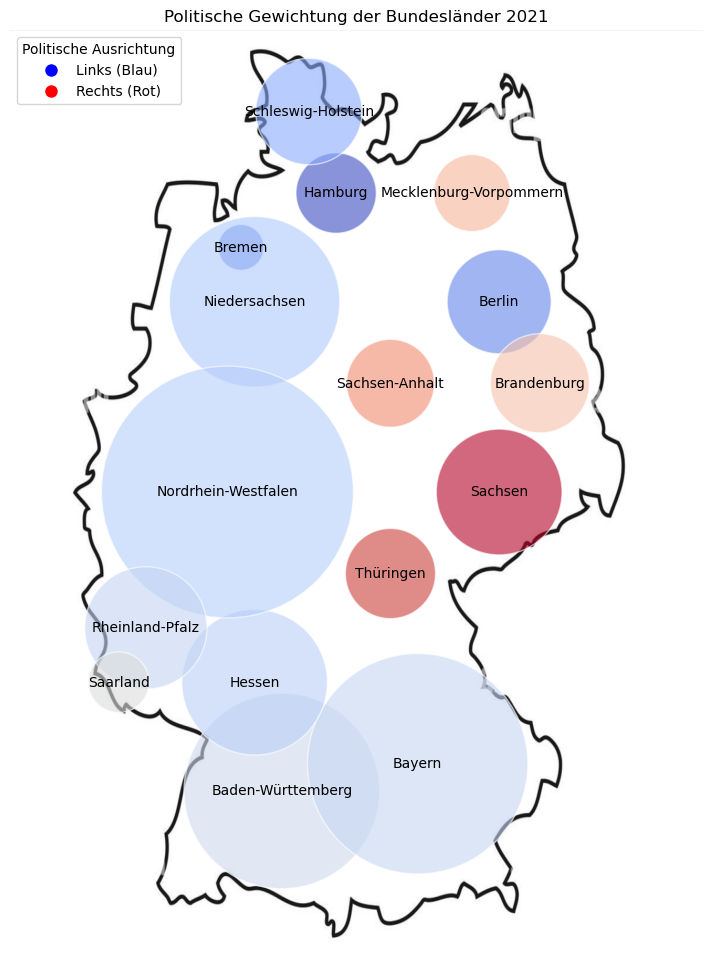 Politische Gewichtung der Bundesländer 2021
Politische Ausrichtung
Links (Blau)
Rechts (Rot)
Schleswig-Holstein
Hamburg
Mecklenburg-Vorpommern
Bremen
Niedersachsen
Berlin
Sachsen-Anhalt
Brandenburg
Nordrhein-Westfalen
Sachsen
Thüringen
Rheinland-Pfalz
Saarland
Hessen
Bayern
Baden-Württemberg